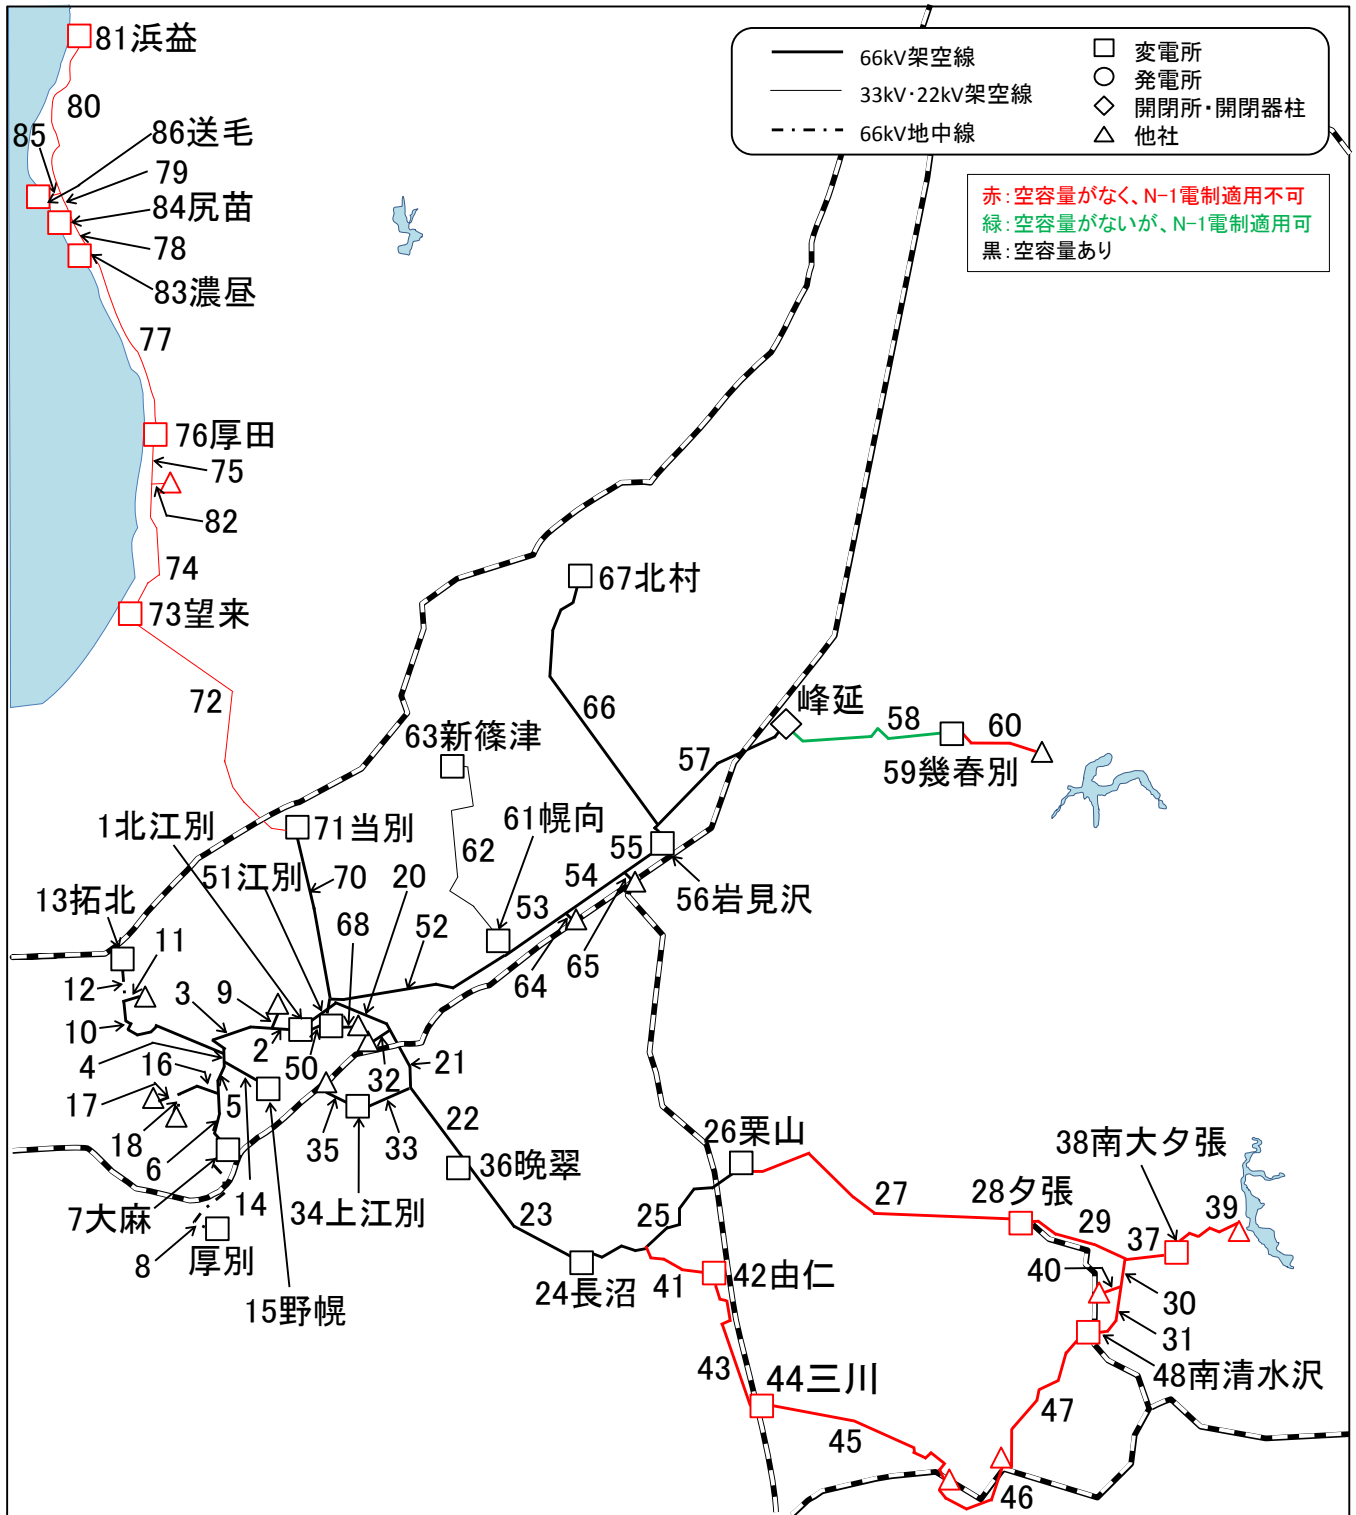 81浜益
80
85
86送毛
79
84尻苗
78
83濃昼
77
76厚田
75
82
74
73望来
72
66kV架空線
33kV･22kV架空線
66kV地中線
変電所
発電所
開閉所・開閉器柱
他社
赤：空容量がなく、N-1電制適用不可
緑：空容量がないが、N-1電制適用可
黒：空容量あり
67北村
66
峰延
58
60
57
59幾春別
63新篠津
62
61幌向
1北江別
71当別
51江別
70
20
68
52
53
54
55
56岩見沢
64
65
13拓北
11
12
3
9
10
4
2
50
16
17
5
18
6
32
21
22
14
35
33
7大麻
8
厚別
34上江別
36晩翠
15野幌
23
24長沼
25
26栗山
27
28夕張
38南大夕張
29
37
39
40
30
31
41
42由仁
43
44三川
45
46
47
48南清水沢